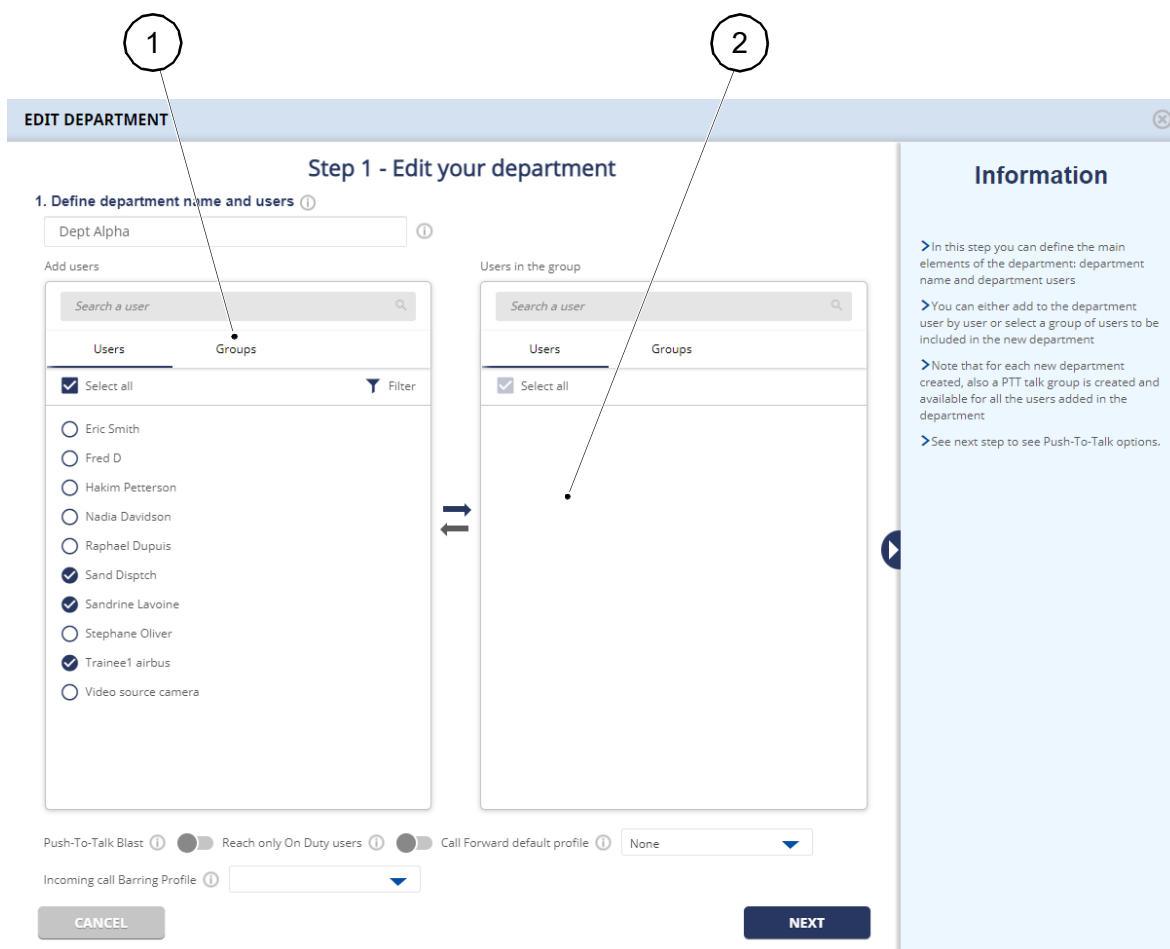 1
2
EDIT DEPARTMENT
Step 1 - Edit your department
1. Define department name and users
Dept Alpha
Add users
Search a user
Users
Groups
Select all
Filter
Eric Smith
Fred D
Hakim Petterson
Nadia Davidson
Raphael Dupuis
Sand Disptch
Sandrine Lavoine
Stephane Oliver
Trainee1 airbus
Video source camera
Users in the group
Search a user
Users
Groups
Select all
Push-To-Talk Blast
Reach only On Duty users
Call Forward default profile
None
Incoming call Barring Profile
CANCEL
NEXT
Information
In this step you can define the main
elements of the department: department
name and department users
You can either add to the department
user by user or select a group of users to be
included in the new department
Note that for each new department
created, also a PTT talk group is created and
available for all the users added in the
department
See next step to see Push-To-Talk options.